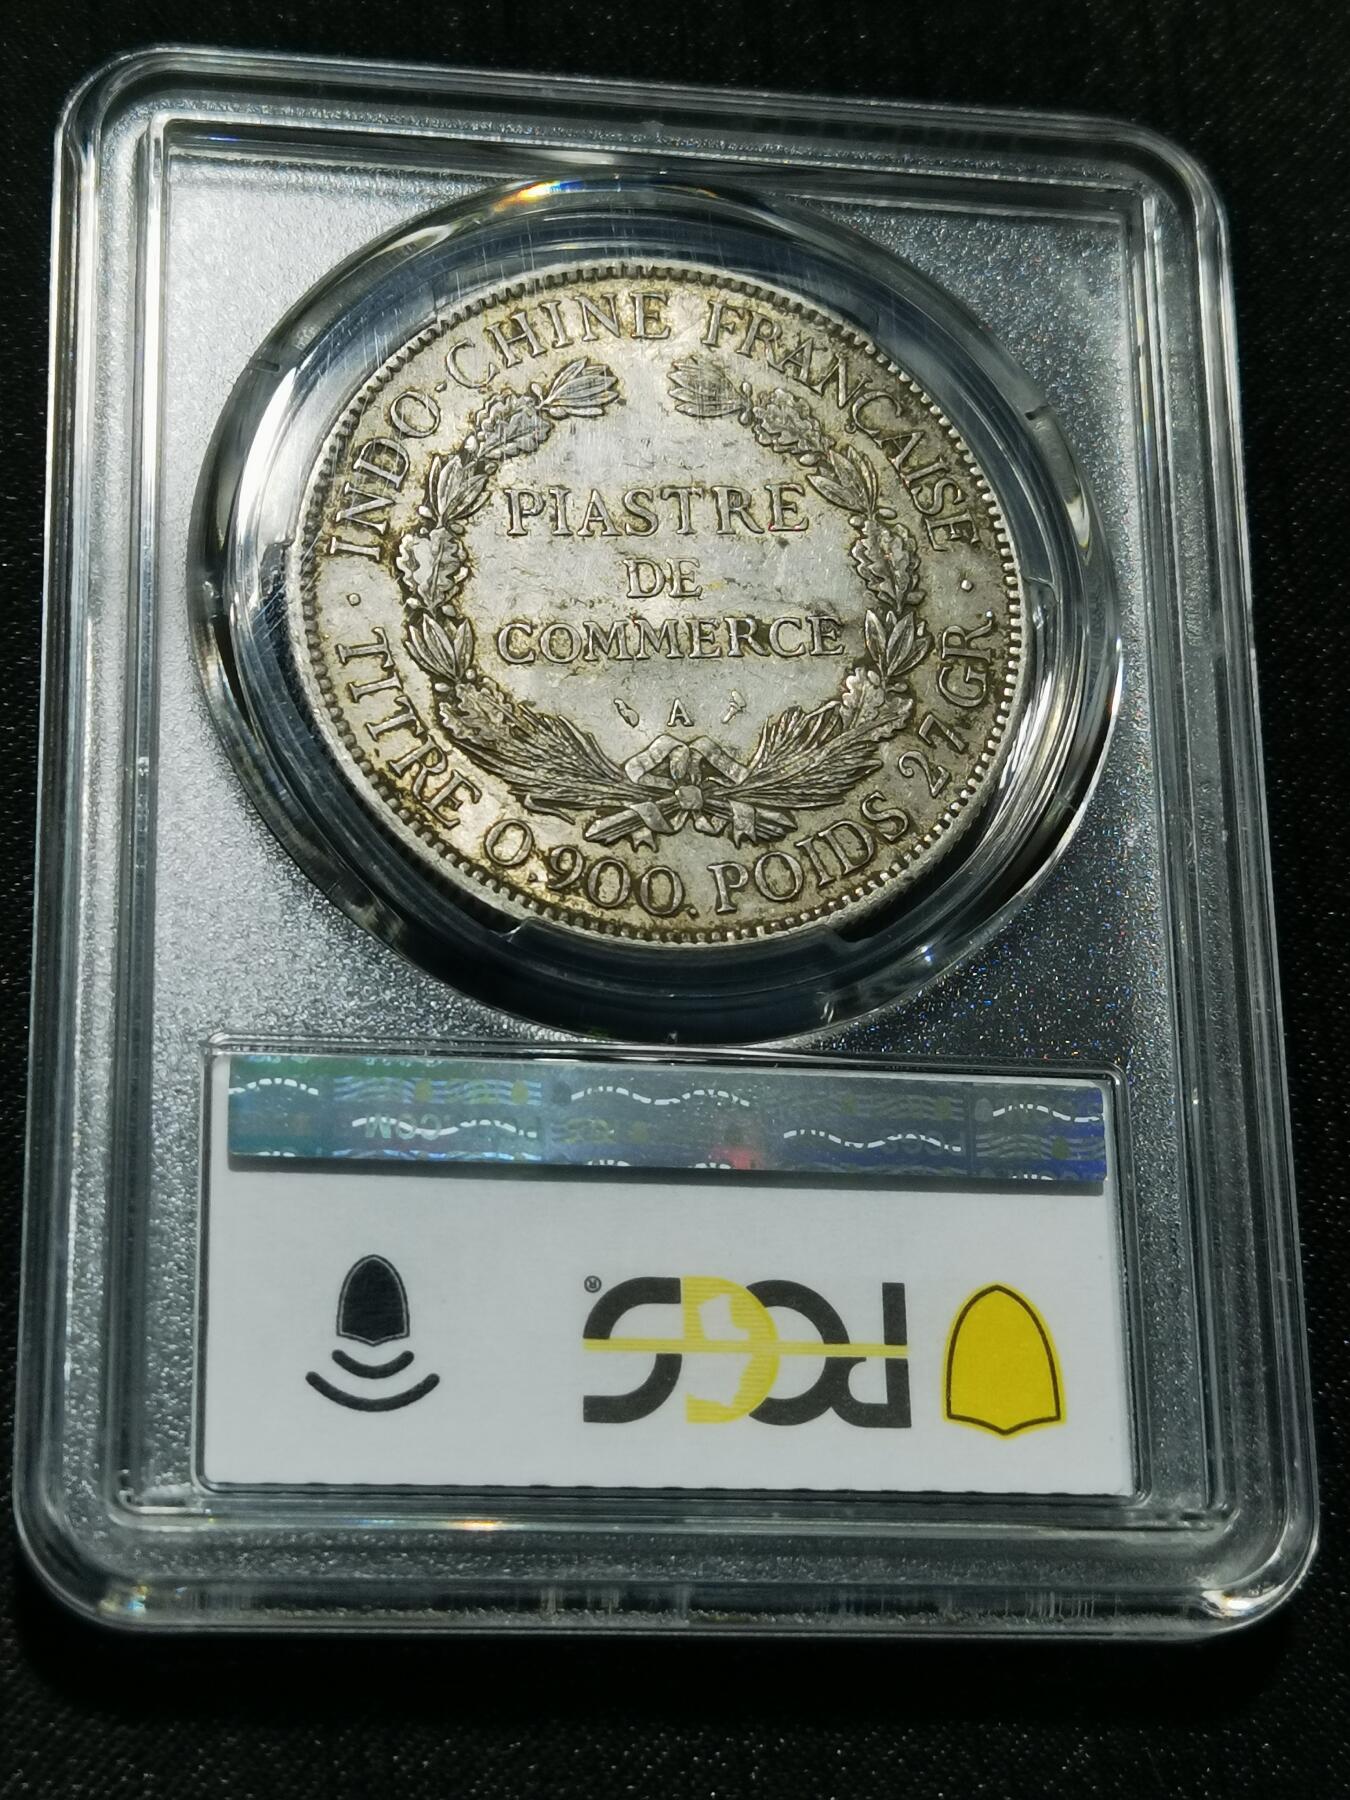 INDO-CHINE FRANÇAISE
PIASTRE
DE
COMMERCE
A
· TITRE 0.900. POIDS 27 GR. ·
PCGS®